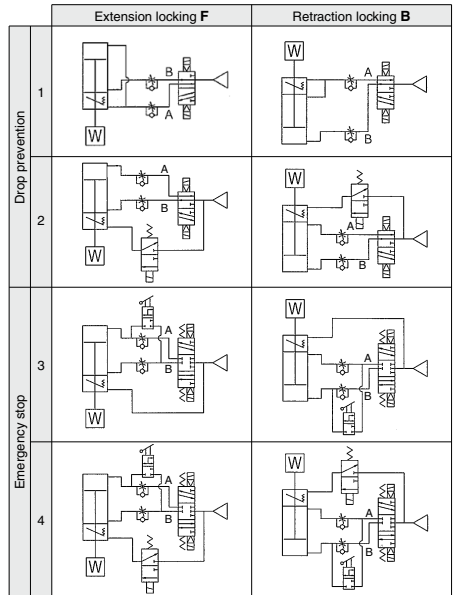 Extension locking F
Retraction locking B
Drop prevention
1
W
B
A
W
A
B
2
W
A
B
W
A
B
Emergency stop
3
W
A
B
W
A
B
4
W
A
B
W
A
B